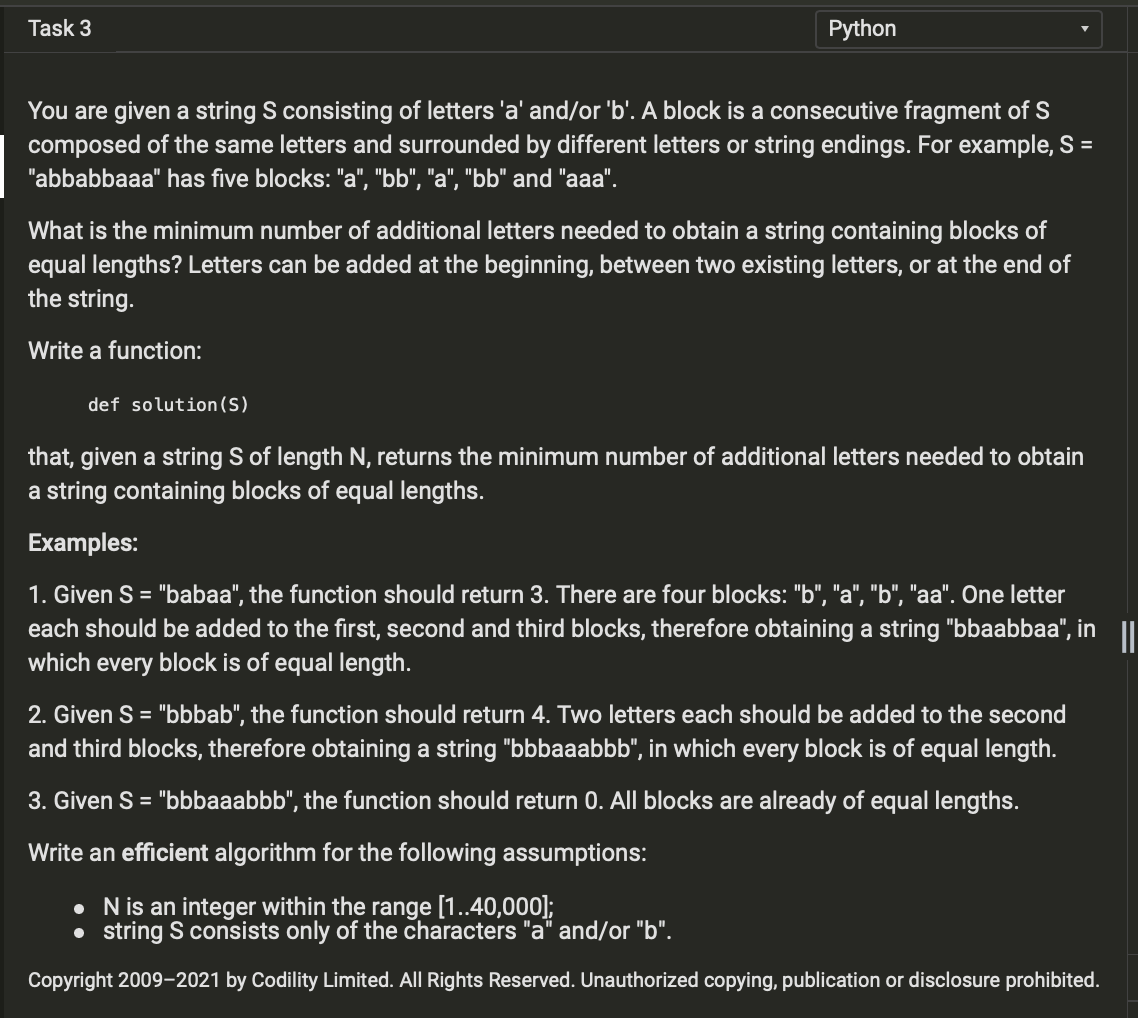 Task 3
Python
You are given a string S consisting of letters 'a' and/or 'b'. A block is a consecutive fragment of S
composed of the same letters and surrounded by different letters or string endings. For example, S =
"abbabbaaa" has five blocks: "a", "bb", "a", "bb" and "aaa".
What is the minimum number of additional letters needed to obtain a string containing blocks of
equal lengths? Letters can be added at the beginning, between two existing letters, or at the end of
the string.
Write a function:
def solution(S)
that, given a string S of length N, returns the minimum number of additional letters needed to obtain
a string containing blocks of equal lengths.
Examples:
1. Given S = "babaa", the function should return 3. There are four blocks: "b", "a", "b", "aa". One letter
each should be added to the first, second and third blocks, therefore obtaining a string "bbaabbaa", in
which every block is of equal length.
2. Given S = "bbbab", the function should return 4. Two letters each should be added to the second
and third blocks, therefore obtaining a string "bbbaaabbb", in which every block is of equal length.
3. Given S = "bbbaaabbb", the function should return 0. All blocks are already of equal lengths.
Write an efficient algorithm for the following assumptions:
• N is an integer within the range [1..40,000];
• string S consists only of the characters "a" and/or "b".
Copyright 2009–2021 by Codility Limited. All Rights Reserved. Unauthorized copying, publication or disclosure prohibited.